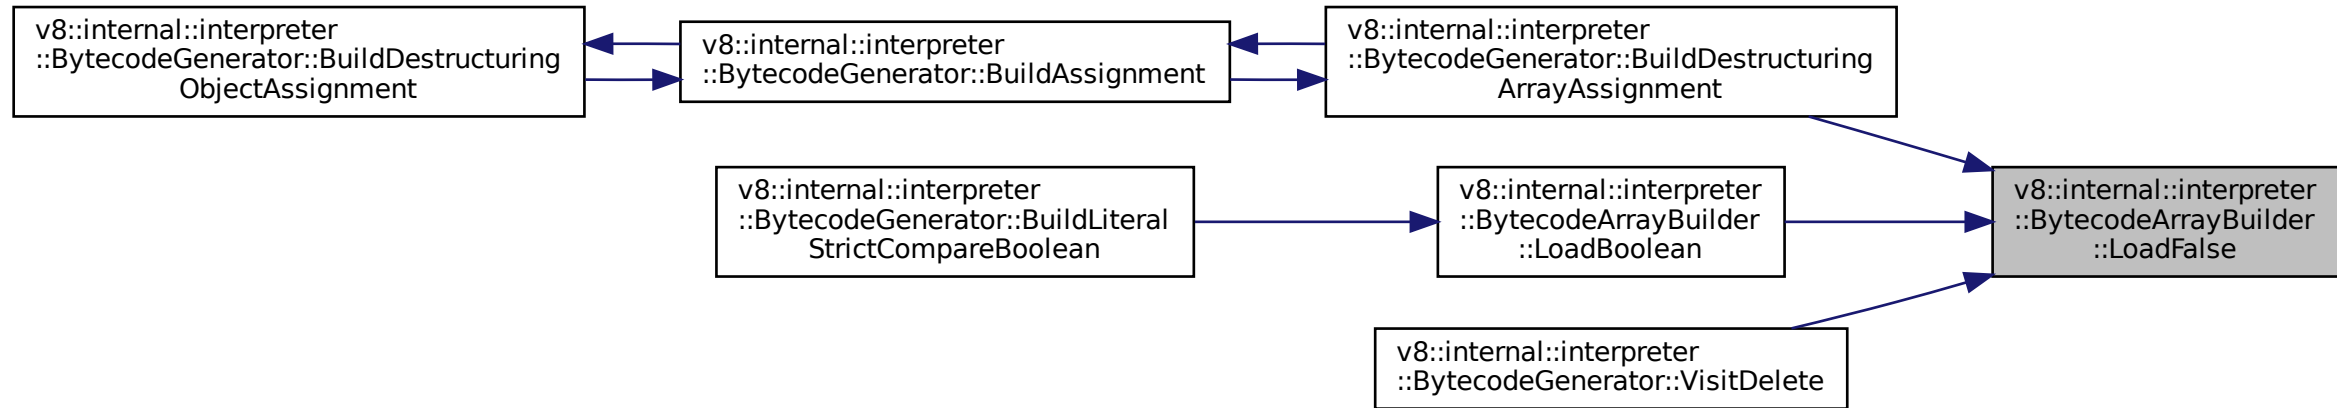 v8::internal::interpreter
::BytecodeGenerator::BuildDestructuring
ObjectAssignment
v8::internal::interpreter
::BytecodeGenerator::BuildAssignment
v8::internal::interpreter
::BytecodeGenerator::BuildDestructuring
ArrayAssignment
v8::internal::interpreter
::BytecodeGenerator::BuildLiteral
StrictCompareBoolean
v8::internal::interpreter
::BytecodeArrayBuilder
::LoadBoolean
v8::internal::interpreter
::BytecodeArrayBuilder
::LoadFalse
v8::internal::interpreter
::BytecodeGenerator::VisitDelete